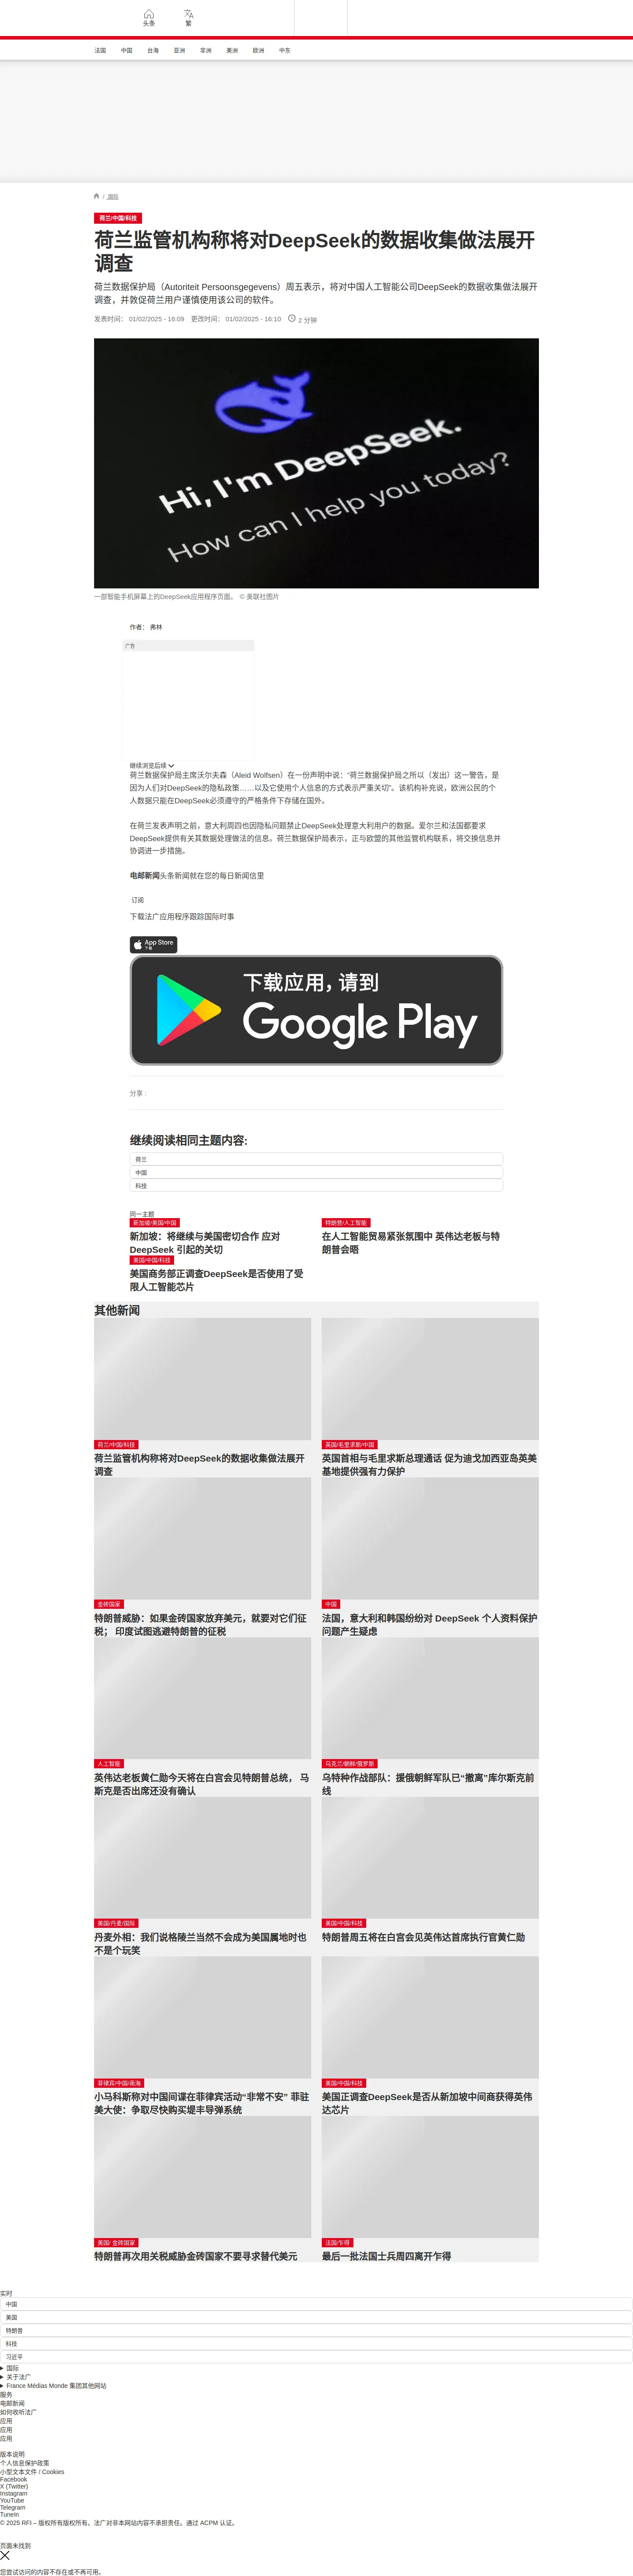 头条
繁
法国 中国 台海 亚洲 非洲 美洲 欧洲 中东
/ 国际
荷兰/中国/科技
荷兰监管机构称将对DeepSeek的数据收集做法展开
调查
荷兰数据保护局（Autoriteit Persoonsgegevens）周五表示，将对中国人工智能公司DeepSeek的数据收集做法展开
调查，并敦促荷兰用户谨慎使用该公司的软件。
发表时间： 01/02/2025 - 16:09 更改时间： 01/02/2025 - 16:10 2 分钟
Hi, I'm DeepSeek.
How can I help you today?
一部智能手机屏幕上的DeepSeek应用程序页面。 © 美联社图片
作者： 弗林
广告
继续浏览后续
荷兰数据保护局主席沃尔夫森（Aleid Wolfsen）在一份声明中说：“荷兰数据保护局之所以（发出）这一警告，是
因为人们对DeepSeek的隐私政策……以及它使用个人信息的方式表示严重关切”。该机构补充说，欧洲公民的个
人数据只能在DeepSeek必须遵守的严格条件下存储在国外。
在荷兰发表声明之前，意大利周四也因隐私问题禁止DeepSeek处理意大利用户的数据。爱尔兰和法国都要求
DeepSeek提供有关其数据处理做法的信息。荷兰数据保护局表示，正与欧盟的其他监管机构联系，将交换信息并
协调进一步措施。
电邮新闻头条新闻就在您的每日新闻信里
订阅
下载法广应用程序跟踪国际时事
App Store
下载
下载应用，请到
Google Play
分享 :
继续阅读相同主题内容:
荷兰
中国
科技
同一主题
新加坡/美国/中国
新加坡：将继续与美国密切合作 应对
DeepSeek 引起的关切
特朗普/人工智能
在人工智能贸易紧张氛围中 英伟达老板与特
朗普会晤
美国/中国/科技
美国商务部正调查DeepSeek是否使用了受
限人工智能芯片
其他新闻
荷兰/中国/科技
荷兰监管机构称将对DeepSeek的数据收集做法展开
调查
英国/毛里求斯/中国
英国首相与毛里求斯总理通话 促为迪戈加西亚岛英美
基地提供强有力保护
金砖国家
特朗普威胁：如果金砖国家放弃美元，就要对它们征
税； 印度试图逃避特朗普的征税
中国
法国，意大利和韩国纷纷对 DeepSeek 个人资料保护
问题产生疑虑
人工智能
英伟达老板黄仁勋今天将在白宫会见特朗普总统， 马
斯克是否出席还没有确认
乌克兰/朝鲜/俄罗斯
乌特种作战部队：援俄朝鲜军队已“撤离”库尔斯克前
线
美国/丹麦/国际
丹麦外相：我们说格陵兰当然不会成为美国属地时也
不是个玩笑
美国/中国/科技
特朗普周五将在白宫会见英伟达首席执行官黄仁勋
菲律宾/中国/南海
小马科斯称对中国间谍在菲律宾活动“非常不安” 菲驻
美大使：争取尽快购买堤丰导弹系统
美国/中国/科技
美国正调查DeepSeek是否从新加坡中间商获得英伟
达芯片
美国/ 金砖国家
特朗普再次用关税威胁金砖国家不要寻求替代美元
法国/乍得
最后一批法国士兵周四离开乍得
实时
中国
美国
特朗普
科技
习近平
国际
关于法广
France Médias Monde 集团其他网站
服务
电邮新闻
如何收听法广
应用
应用
应用
版本说明
个人信息保护政策
小型文本文件 / Cookies
Facebook
X (Twitter)
Instagram
YouTube
Telegram
TuneIn
© 2025 RFI – 版权所有版权所有。法广对非本网站内容不承担责任。通过 ACPM 认证。
页面未找到
您尝试访问的内容不存在或不再可用。